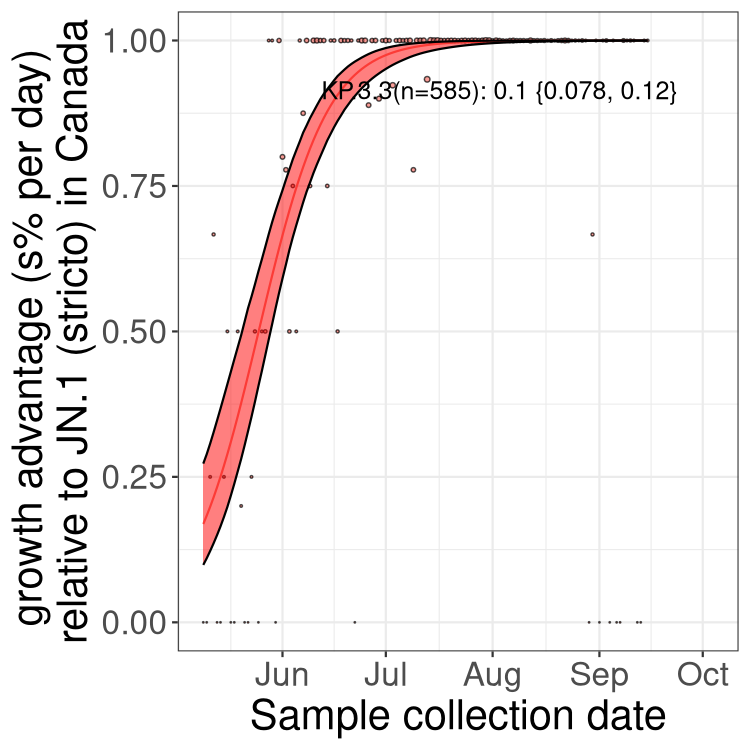 growth advantage (s% per day)
relative to JN.1 (stricto) in Canada
1.00
0.75
0.50
0.25
0.00
KP.3.3(n=585): 0.1 {0.078, 0.12}
Jun Jul Aug Sep Oct
Sample collection date